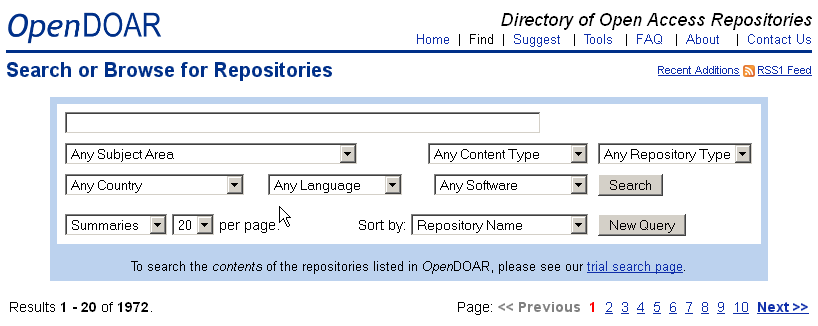 OpenDOAR
Directory of Open Access Repositories
Home | Find | Suggest | Tools | FAQ | About | Contact Us
Search or Browse for Repositories
Recent Additions RSS1 Feed
Any Subject Area Any Content Type Any Repository Type
Any Country Any Language Any Software Search
Summaries 20 per page. Sort by: Repository Name New Query
To search the contents of the repositories listed in OpenDOAR, please see our trial search page.
Results 1 - 20 of 1972. Page: << Previous 1 2 3 4 5 6 7 8 9 10 Next >>